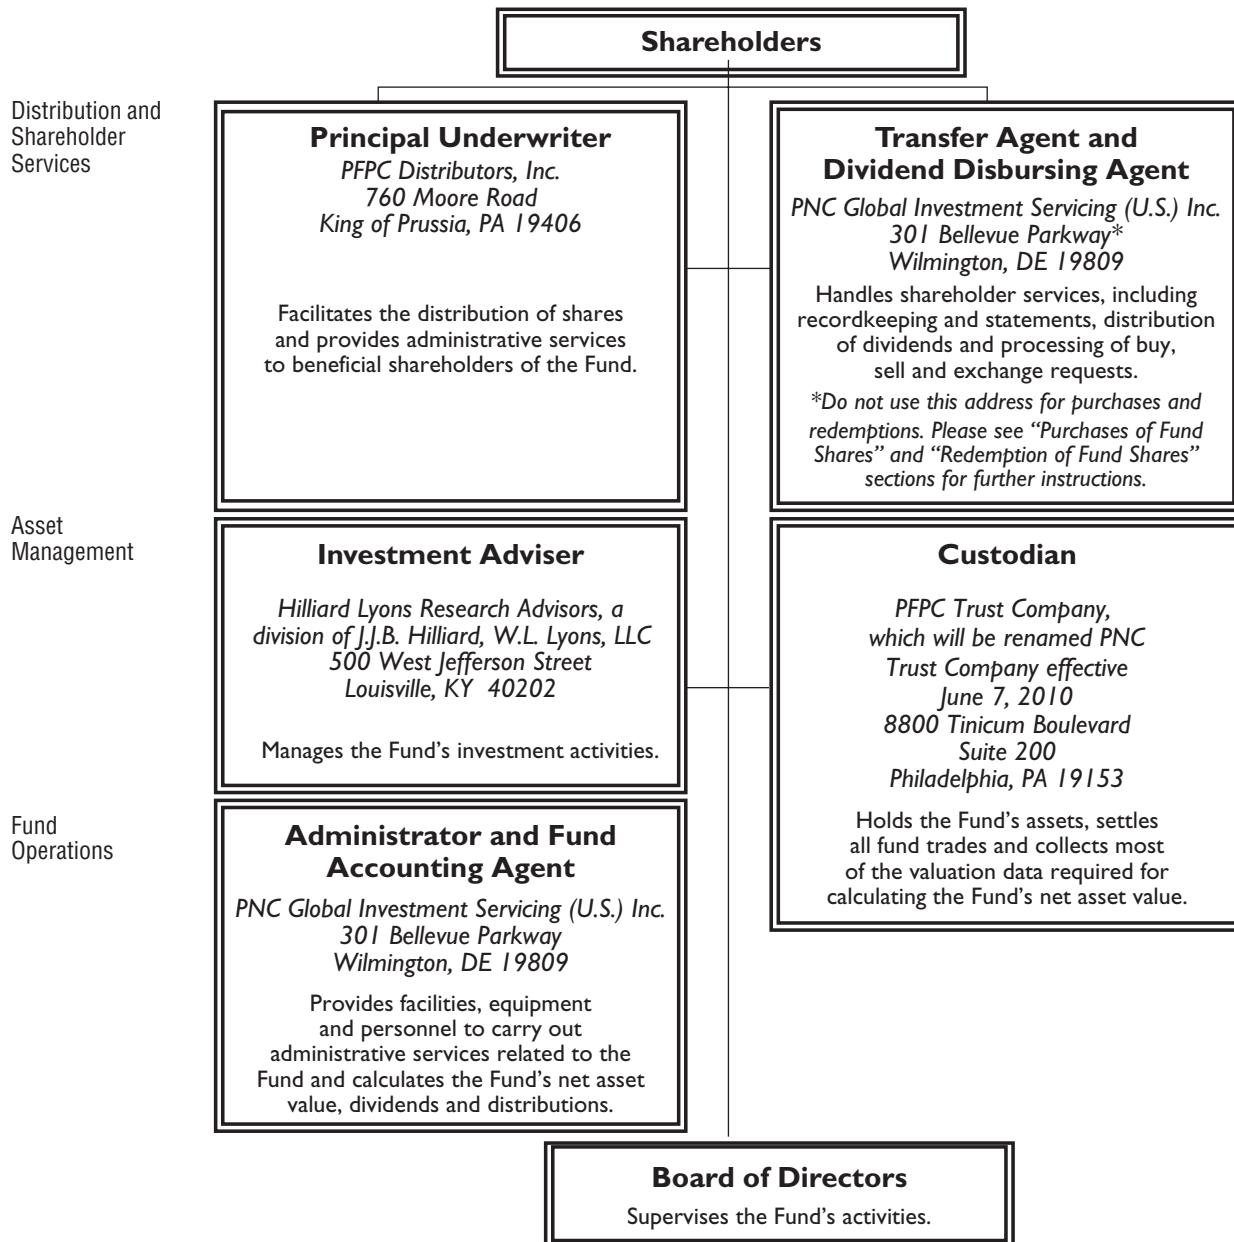 Shareholders
Distribution and
Shareholder
Services
Principal Underwriter
PFPC Distributors, Inc.
760 Moore Road
King of Prussia, PA 19406
Facilitates the distribution of shares
and provides administrative services
to beneficial shareholders of the Fund.
Transfer Agent and
Dividend Disbursing Agent
PNC Global Investment Servicing (U.S.) Inc.
301 Bellevue Parkway*
Wilmington, DE 19809
Handles shareholder services, including
recordkeeping and statements, distribution
of dividends and processing of buy,
sell and exchange requests.
*Do not use this address for purchases and
redemptions. Please see “Purchases of Fund
Shares” and “Redemption of Fund Shares”
sections for further instructions.
Asset
Management
Investment Adviser
Hilliard Lyons Research Advisors, a
division of J.J.B. Hilliard, W.L. Lyons, LLC
500 West Jefferson Street
Louisville, KY 40202
Manages the Fund’s investment activities.
Custodian
PFPC Trust Company,
which will be renamed PNC
Trust Company effective
June 7, 2010
8800 Tinicum Boulevard
Suite 200
Philadelphia, PA 19153
Holds the Fund’s assets, settles
all fund trades and collects most
of the valuation data required for
calculating the Fund’s net asset value.
Fund
Operations
Administrator and Fund
Accounting Agent
PNC Global Investment Servicing (U.S.) Inc.
301 Bellevue Parkway
Wilmington, DE 19809
Provides facilities, equipment
and personnel to carry out
administrative services related to the
Fund and calculates the Fund’s net asset
value, dividends and distributions.
Board of Directors
Supervises the Fund’s activities.